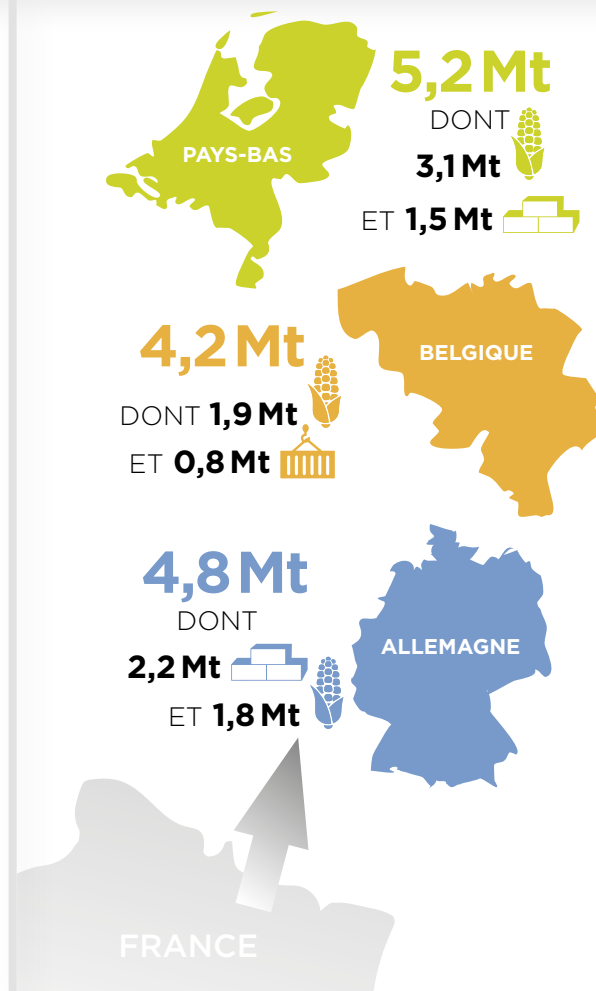 5,2 Mt
DONT
3,1 Mt
ET 1,5 Mt
PAYS-BAS
4,2 Mt
DONT 1,9 Mt
ET 0,8 Mt
BELGIQUE
4,8 Mt
DONT
2,2 Mt
ET 1,8 Mt
ALLEMAGNE
FRANCE